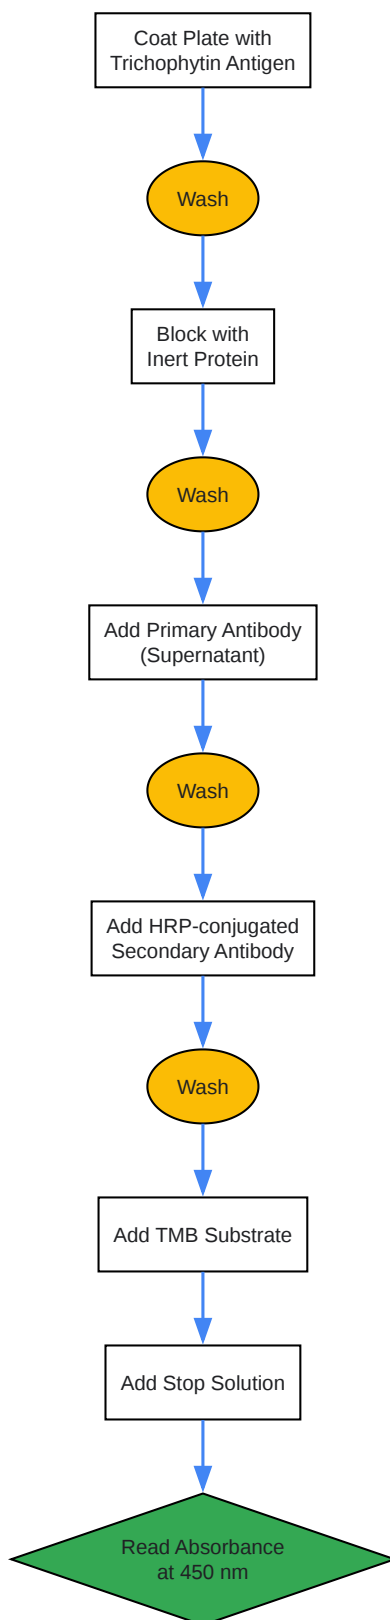 Coat Plate with
Trichophytin Antigen
Wash
Block with
Inert Protein
Wash
Add Primary Antibody
(Supernatant)
Wash
Add HRP-conjugated
Secondary Antibody
Wash
Add TMB Substrate
Add Stop Solution
Read Absorbance
at 450 nm